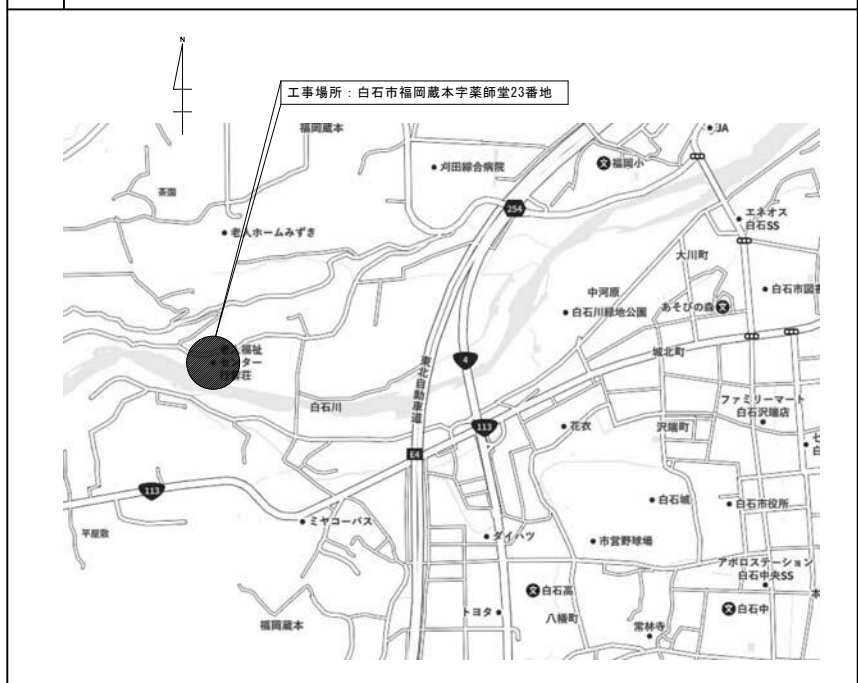 N
工事場所：白石市福岡蔵本字薬師堂23番地
福岡蔵本
JA
刈田綜合病院
福岡小
茶園
254
エネオス
白石SS
老人ホームみずき
大川町
中河原
白石川緑地公園
あそびの森
白石市図書
老人福祉
センター
城北町
4
東北自動車道
白石川
ファミリーマート
白石沢端店
113
花衣
沢端町
七
白
E4
113
白石城
白石市役所
ミヤコーバス
平屋敷
ダイハツ
市営野球場
アポロステーション
白石中央SS
白石高
本
トヨタ
八幡町
白石中
福岡蔵本
常林寺